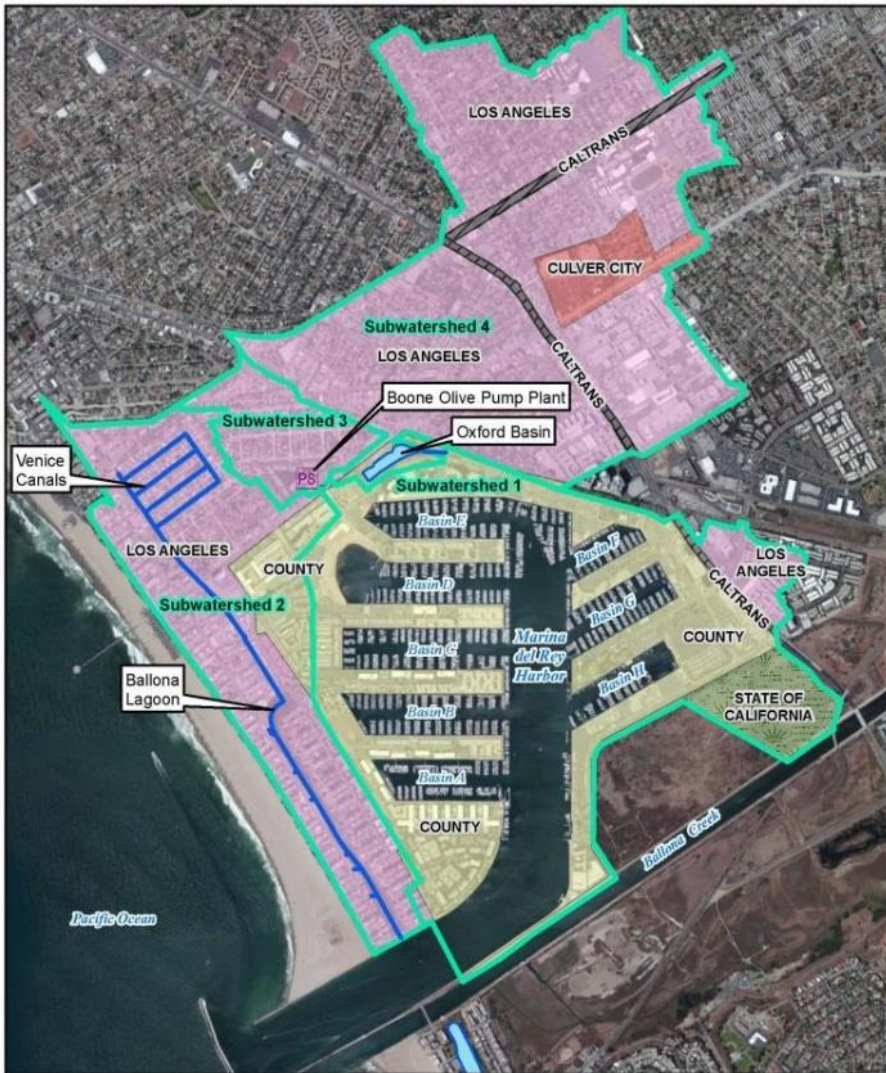 LOS ANGELES
CALTRANS
CULVER CITY
Subwatershed 4
LOS ANGELES
CALTRANS
Boone Olive Pump Plant
Subwatershed 3
Oxford Basin
Venice
Canals
PS
Subwatershed 1
Basin E
LOS ANGELES
Basin F
LOS
ANGELES
COUNTY
Basin D
CALTRANS
Subwatershed 2
Basin G
Marina
del Rey
Harbor
Basin C
COUNTY
Ballona
Lagoon
Basin H
STATE OF
CALIFORNIA
Basin B
Basin A
COUNTY
Ballona Creek
Pacific Ocean